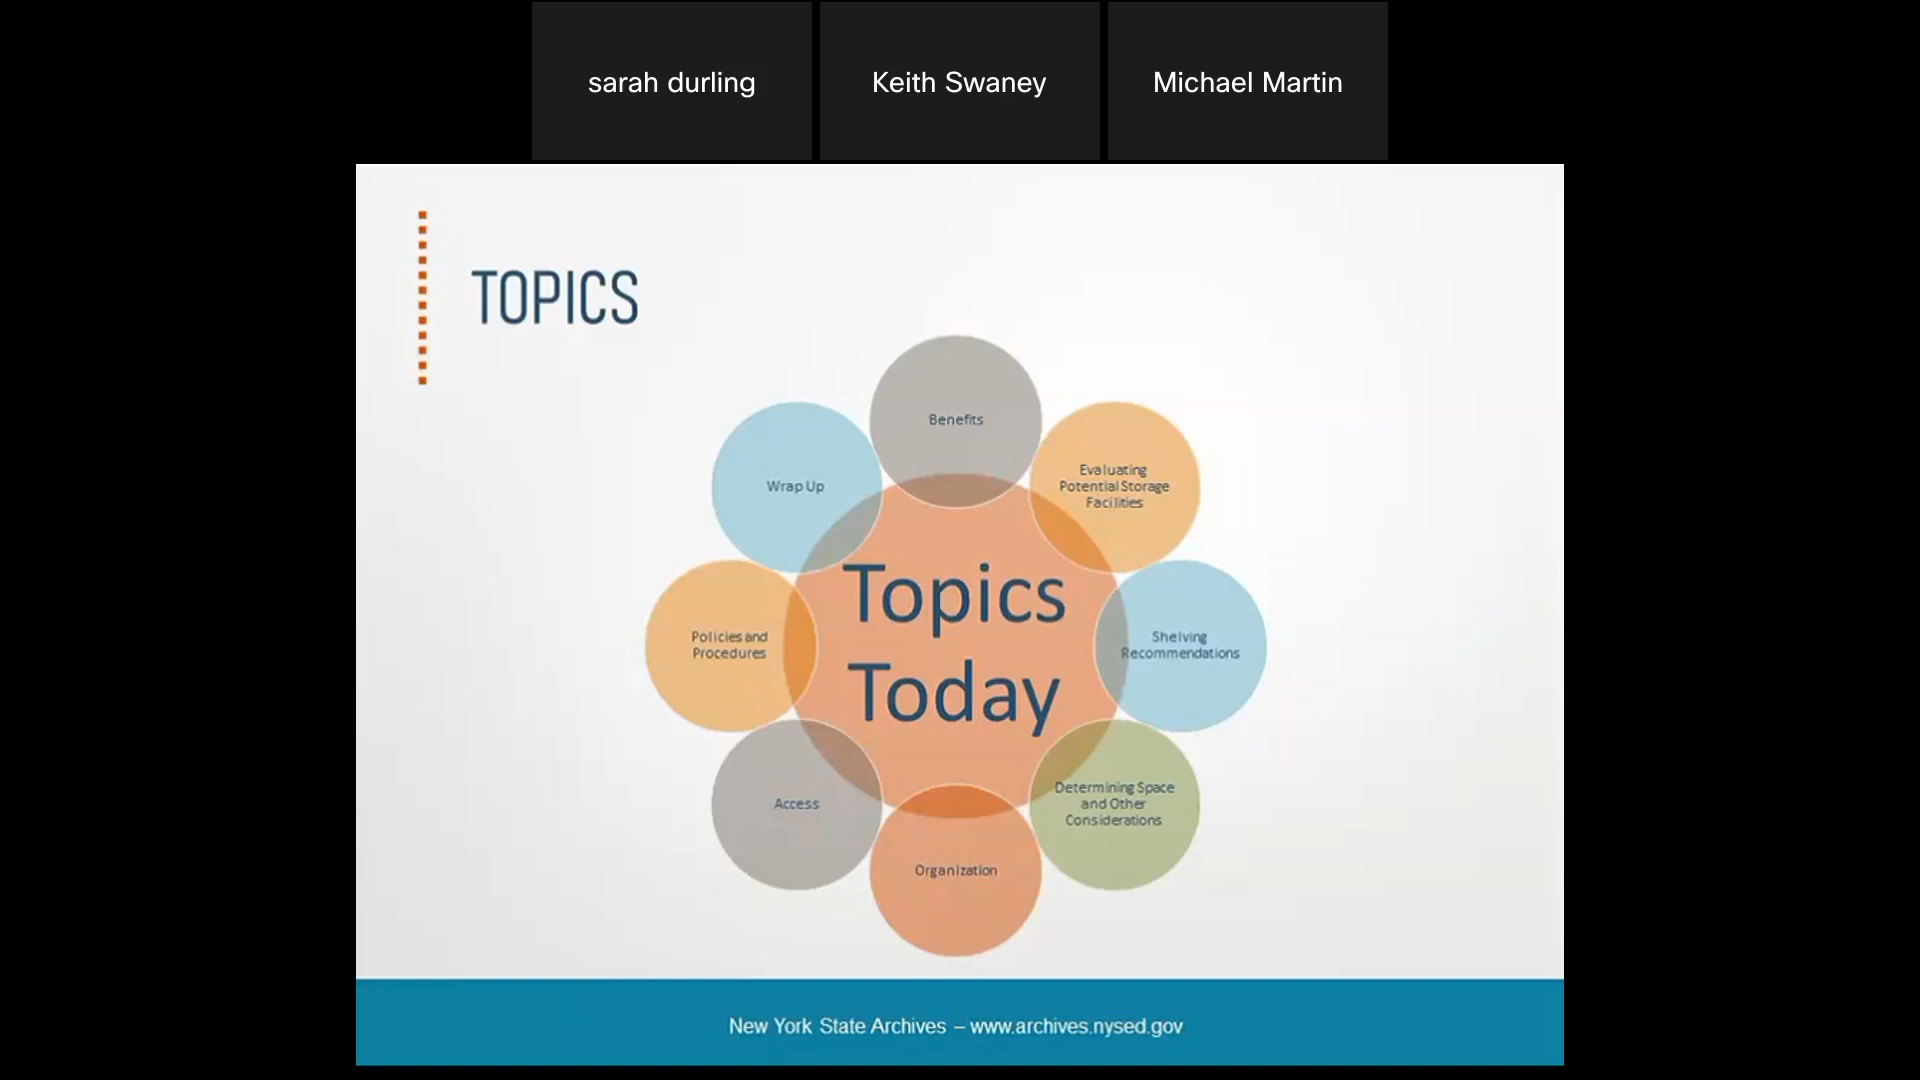 sarah durling
Keith Swaney
Michael Martin
TOPICS
Benefits
Evaluating
Potential Storage
Facilities
Shelving
Recommendations
Determining Space
and Other
Considerations
Organization
Access
Policies and
Procedures
Wrap Up
Topics
Today
New York State Archives – www.archives.nysed.gov